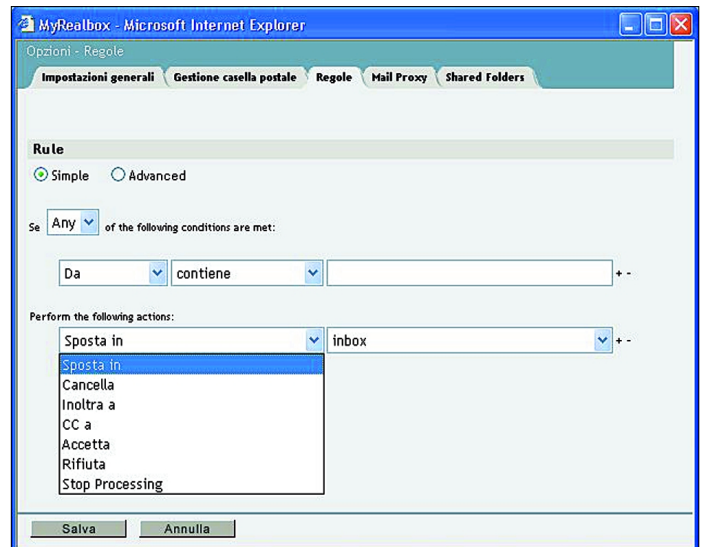 MyRealbox - Microsoft Internet Explorer
Opzioni - Regole
Impostazioni generali Gestione casella postale Regole Mail Proxy Shared Folders
Rule
Simple Advanced
Se Any of the following conditions are met:
Da contiene + -
Perform the following actions:
Sposta in inbox + -
Sposta in
Cancella
Inoltra a
CC a
Accetta
Rifiuta
Stop Processing
Salva Annulla